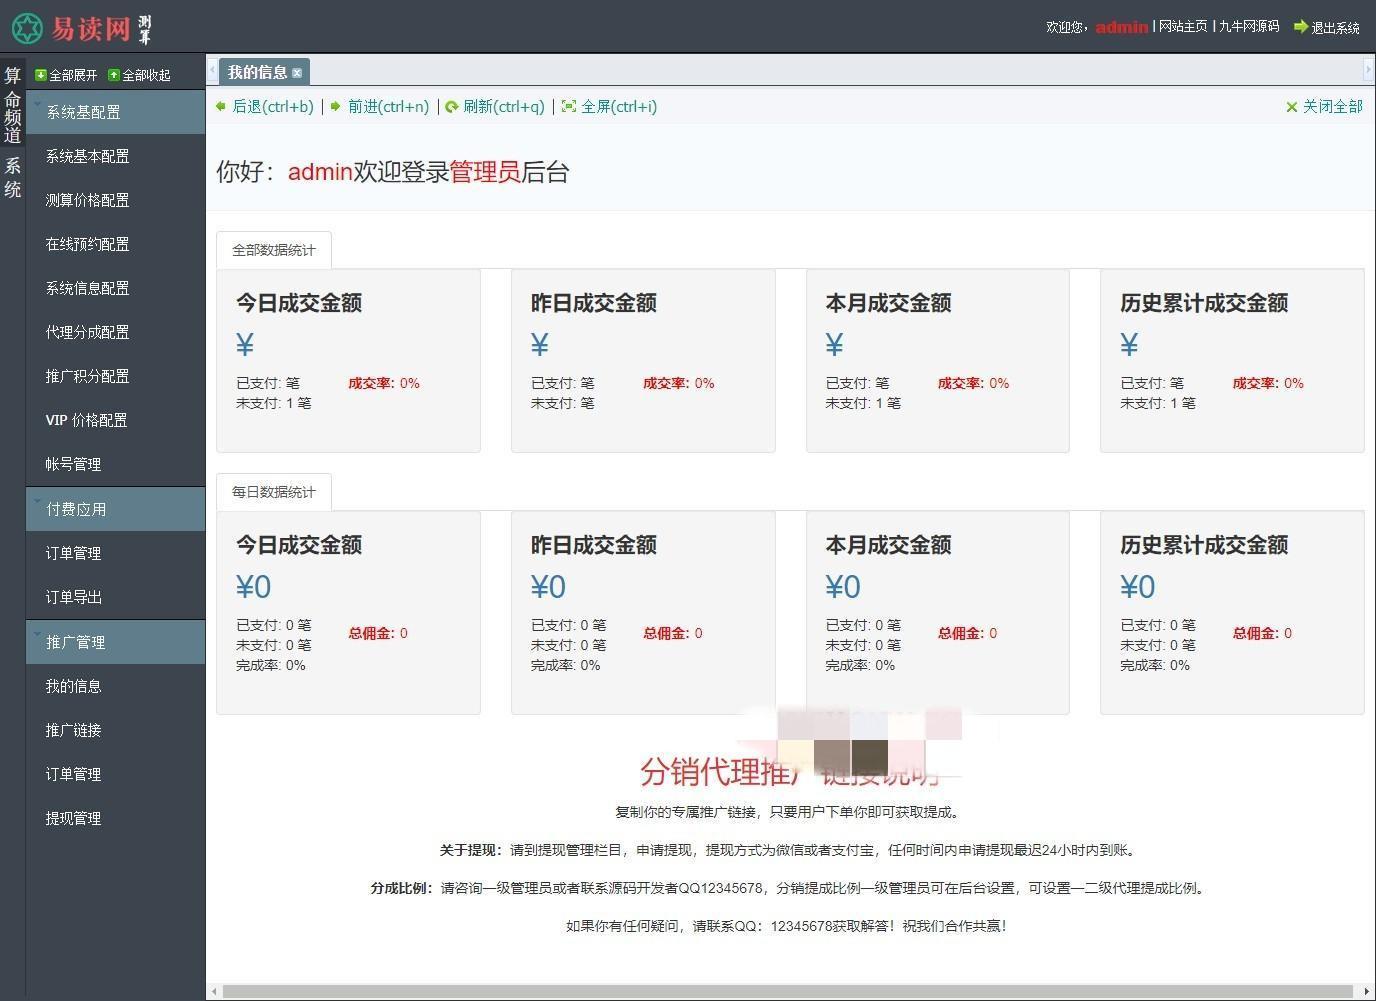 易读网 测算
欢迎您，admin | 网站主页 | 九牛网源码 退出系统
算命频道
系统
全部展开 全部收起
系统基配置
系统基本配置
测算价格配置
在线预约配置
系统信息配置
代理分成配置
推广积分配置
VIP 价格配置
帐号管理
付费应用
订单管理
订单导出
推广管理
我的信息
推广链接
订单管理
提现管理
我的信息
后退(ctrl+b) | 前进(ctrl+n) | 刷新(ctrl+q) | 全屏(ctrl+i)
关闭全部
你好：admin欢迎登录管理员后台
全部数据统计
今日成交金额
¥
已支付: 笔 成交率: 0%
未支付: 1 笔
昨日成交金额
¥
已支付: 笔 成交率: 0%
未支付: 笔
本月成交金额
¥
已支付: 笔 成交率: 0%
未支付: 1 笔
历史累计成交金额
¥
已支付: 笔 成交率: 0%
未支付: 1 笔
每日数据统计
今日成交金额
¥0
已支付: 0 笔
未支付: 0 笔 总佣金: 0
完成率: 0%
昨日成交金额
¥0
已支付: 0 笔
未支付: 0 笔 总佣金: 0
完成率: 0%
本月成交金额
¥0
已支付: 0 笔
未支付: 0 笔 总佣金: 0
完成率: 0%
历史累计成交金额
¥0
已支付: 0 笔
未支付: 0 笔 总佣金: 0
完成率: 0%
分销代理推广链接说明
复制你的专属推广链接，只要用户下单你即可获取提成。
关于提现：请到提现管理栏目，申请提现，提现方式为微信或者支付宝，任何时间内申请提现最迟24小时内到账。
分成比例：请咨询一级管理员或者联系源码开发者QQ12345678，分销提成比例一级管理员可在后台设置，可设置一二级代理提成比例。
如果你有任何疑问，请联系QQ：12345678获取解答！祝我们合作共赢！